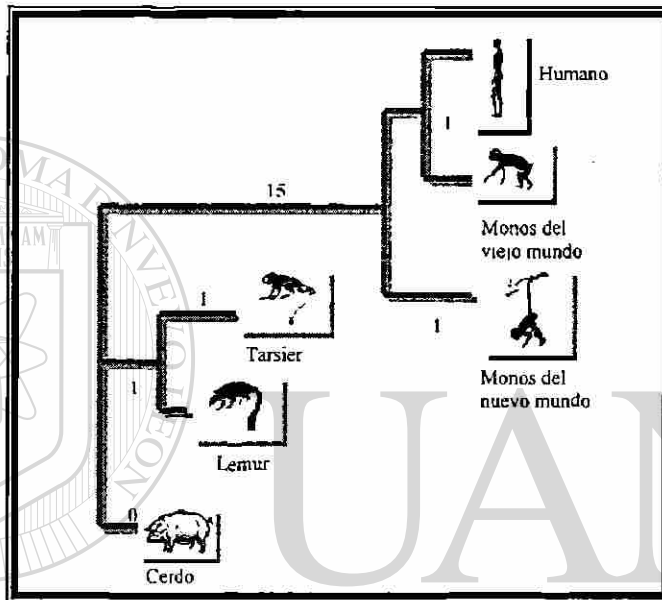 Humano
1
15
Monos del
viejo mundo
1
Tarsier
1
Monos del
nuevo mundo
1
Lemur
0
Cerdo
UAN